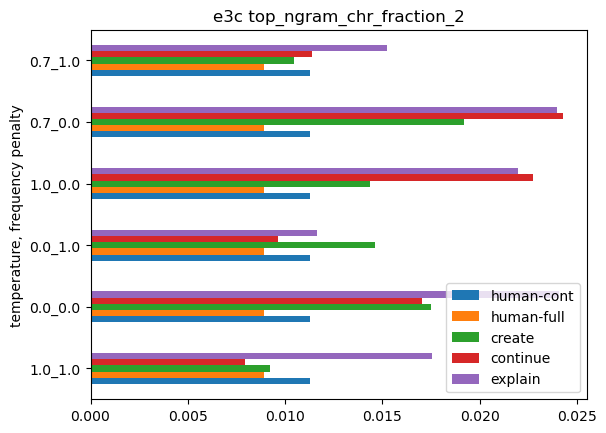 e3c top_ngram_chr_fraction_2
temperature, frequency penalty
0.7_1.0
0.7_0.0
1.0_0.0
0.0_1.0
0.0_0.0
1.0_1.0
human-cont
human-full
create
continue
explain
0.000 0.005 0.010 0.015 0.020 0.025